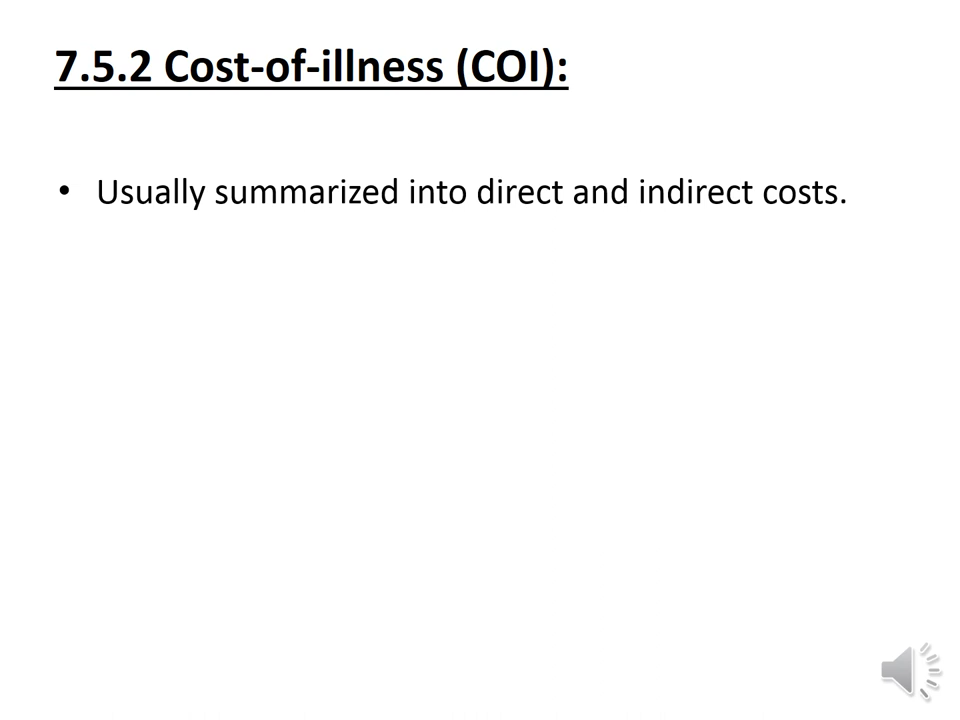 7.5.2 Cost-of-illness (COI):
• Usually summarized into direct and indirect costs.